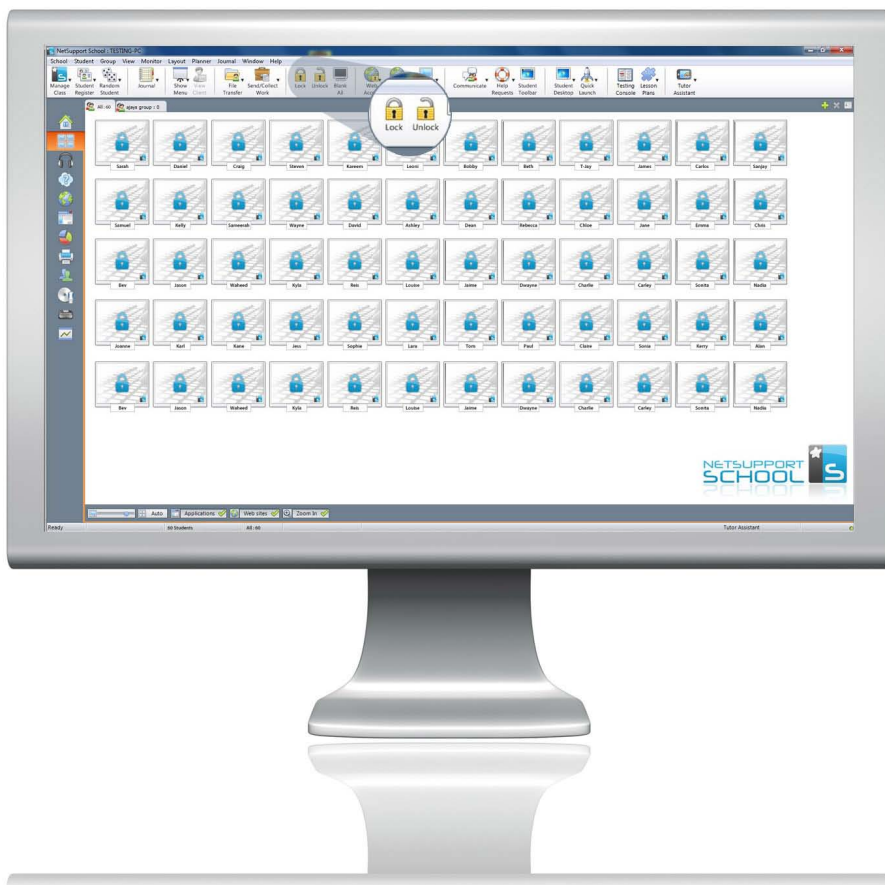 NetSupport School : TESTING-PC
School Student Group View Monitor Layout Planner Journal Window Help
Manage Class
Student Register
Random Student
Journal
Show Menu
View Client
File Transfer
Send/Collect Work
Lock
Unlock
Blank All
Communicate
Help Requests
Student Toolbar
Student Desktop
Quick Launch
Testing Console
Lesson Plans
Tutor Assistant
Lock Unlock
All: 60
Sarah Daniel Craig Steven Kareem Leoni Bobby Beth T-Jay James Carlos Sanjay
Samuel Kelly Sameerah Wayne David Ashley Dean Rebecca Chloe Jane Emma Chris
Bev Jason Waheed Kyla Reis Louise Jaime Dwayne Charlie Carley Sonita Nadia
Joanne Karl Kane Jess Sophie Lara Tom Paul Claire Sonia Kerry Alan
Bev Jason Waheed Kyla Reis Louise Jaime Dwayne Charlie Carley Sonita Nadia
NETSUPPORT
SCHOOL S
Auto Applications Web sites Zoom In
Ready 60 Students All: 60 Tutor Assistant